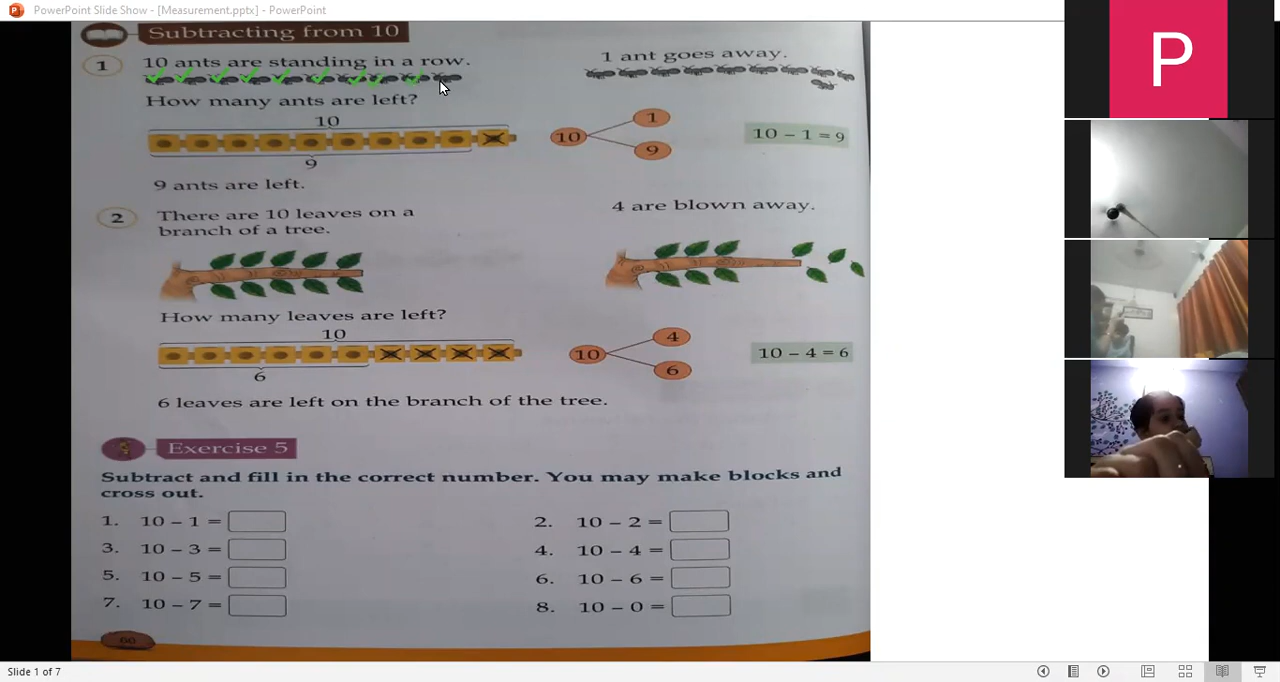 PowerPoint Slide Show - [Measurement.pptx] - PowerPoint
Subtracting from 10
1 10 ants are standing in a row. 1 ant goes away.
How many ants are left?
10
10 1 9 10 – 1 = 9
9
9 ants are left.
2 There are 10 leaves on a 4 are blown away.
branch of a tree.
How many leaves are left?
10
10 4 6 10 – 4 = 6
6
6 leaves are left on the branch of the tree.
Exercise 5
Subtract and fill in the correct number. You may make blocks and
cross out.
1. 10 – 1 = 2. 10 – 2 =
3. 10 – 3 = 4. 10 – 4 =
5. 10 – 5 = 6. 10 – 6 =
7. 10 – 7 = 8. 10 – 0 =
60
P
Slide 1 of 7